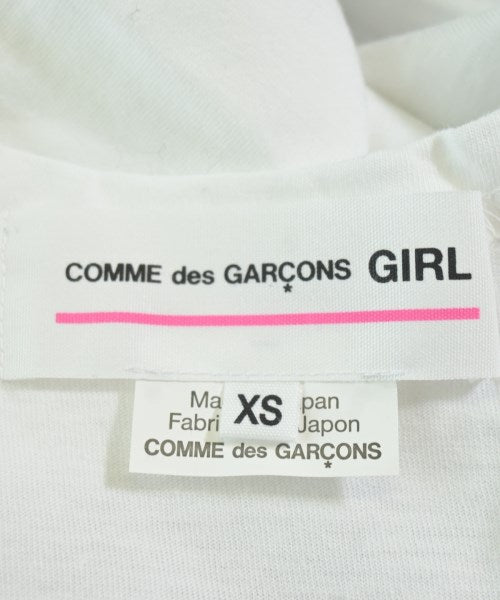 COMME des GARÇONS GIRL
Ma XS pan
Fabri Japon
COMME des GARÇONS